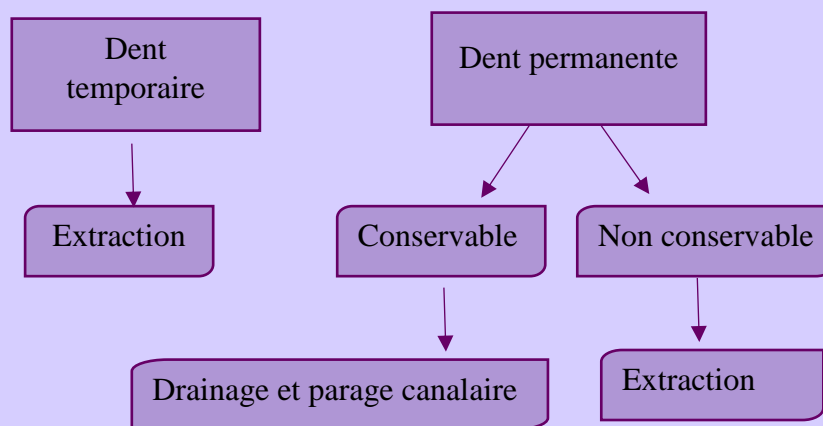 Dent
temporaire
Dent permanente
Extraction
Conservable
Non conservable
Drainage et parage canalaire
Extraction